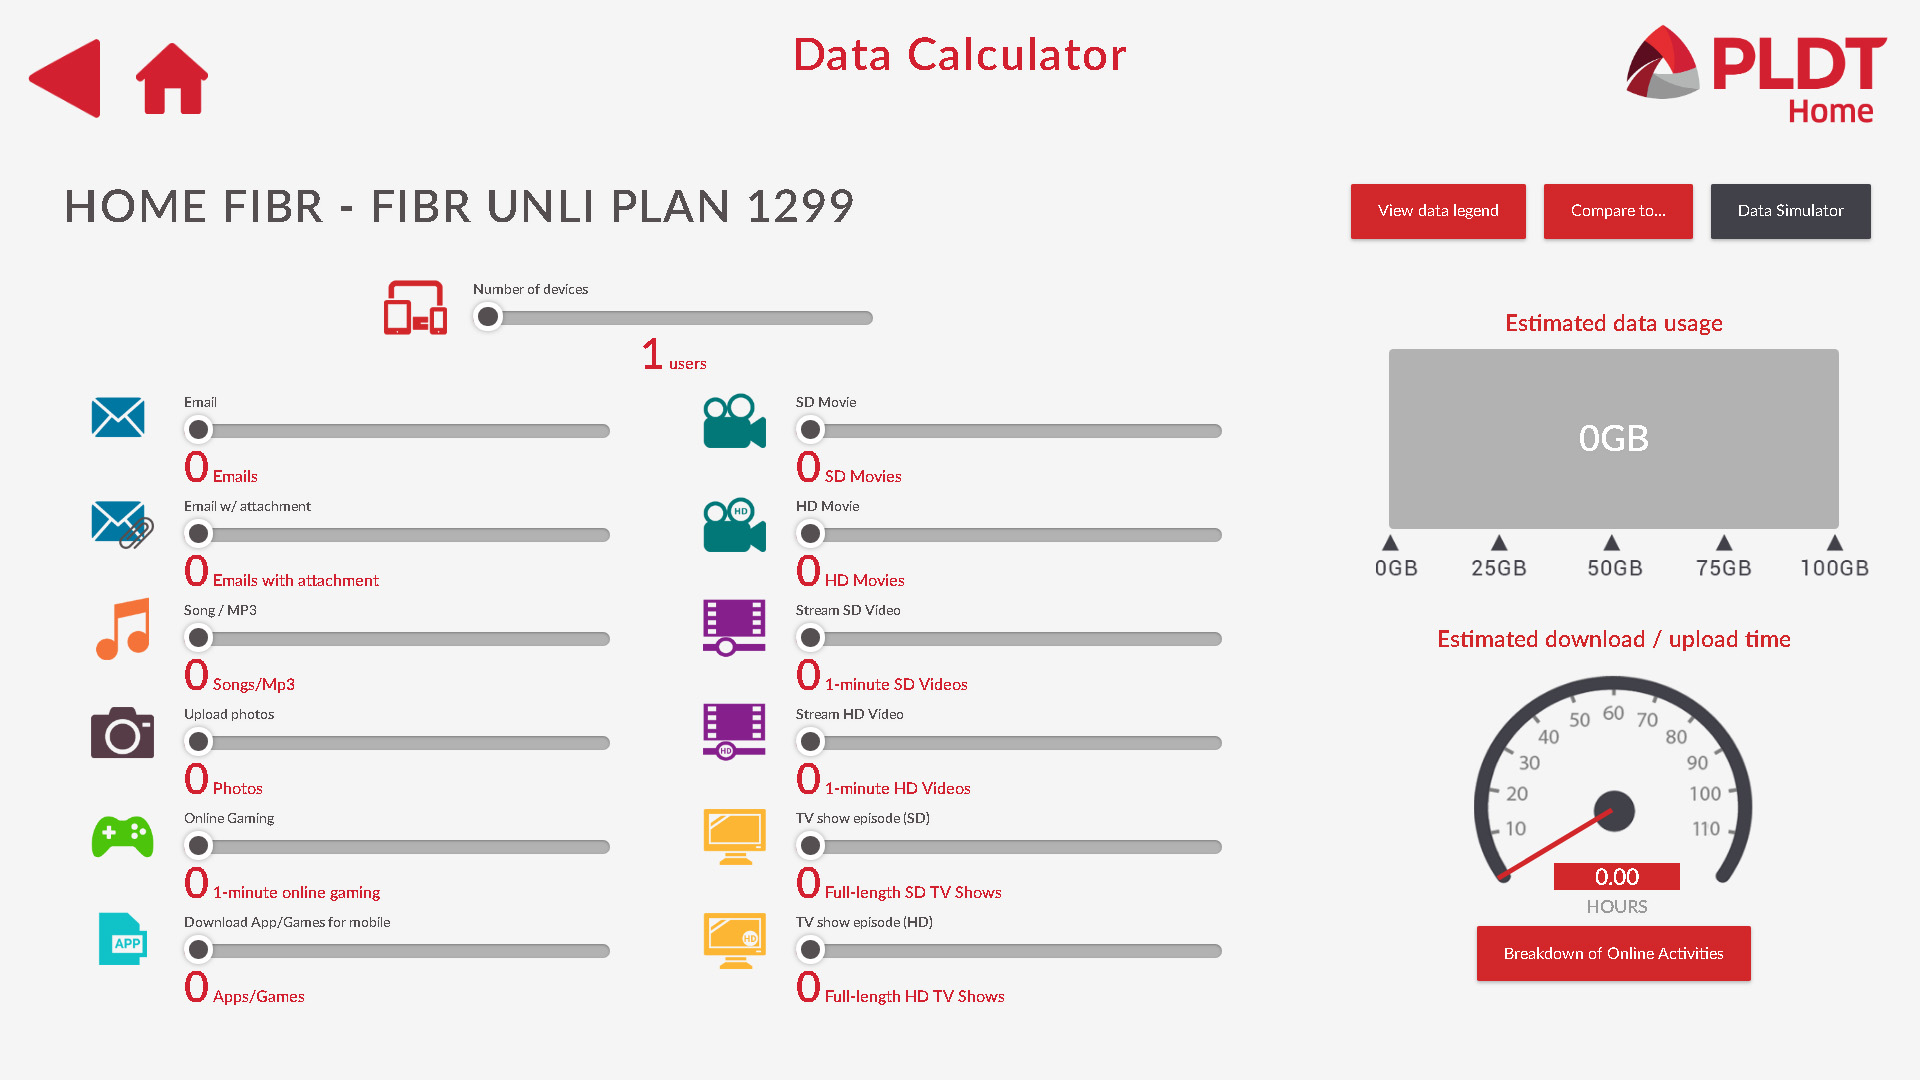 Data Calculator
PLDT
Home
HOME FIBR - FIBR UNLI PLAN 1299
View data legend
Compare to...
Data Simulator
Number of devices
1 users
Email
0 Emails
Email w/ attachment
0 Emails with attachment
Song / MP3
0 Songs/Mp3
Upload photos
0 Photos
Online Gaming
0 1-minute online gaming
APP
Download App/Games for mobile
0 Apps/Games
SD Movie
0 SD Movies
HD
HD Movie
0 HD Movies
Stream SD Video
0 1-minute SD Videos
HD
Stream HD Video
0 1-minute HD Videos
TV show episode (SD)
0 Full-length SD TV Shows
HD
TV show episode (HD)
0 Full-length HD TV Shows
Estimated data usage
0GB
0GB 25GB 50GB 75GB 100GB
Estimated download / upload time
10 20 30 40 50 60 70 80 90 100 110
0.00
HOURS
Breakdown of Online Activities